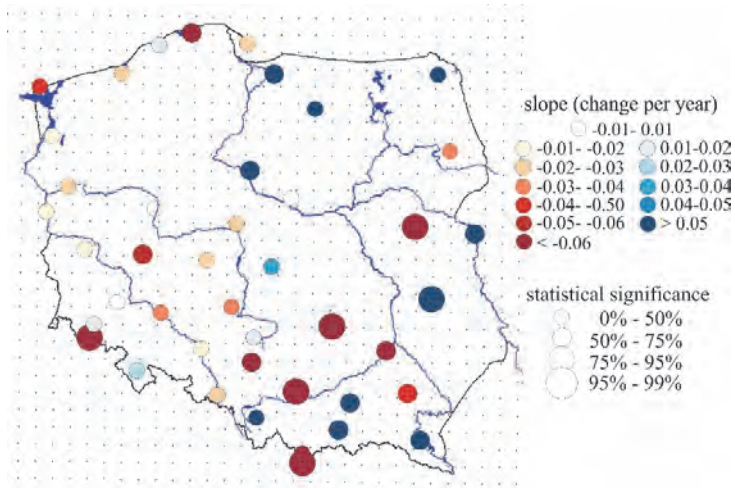 slope (change per year)
-0.01- 0.01
-0.01- -0.02 0.01-0.02
-0.02- -0.03 0.02-0.03
-0.03- -0.04 0.03-0.04
-0.04- -0.50 0.04-0.05
-0.05- -0.06 > 0.05
< -0.06
statistical significance
0% - 50%
50% - 75%
75% - 95%
95% - 99%